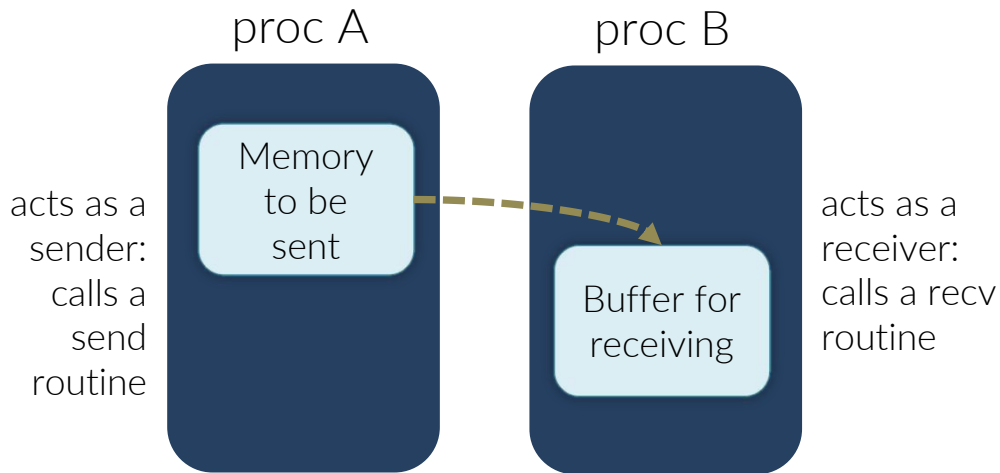 proc A
proc B
Memory
to be
sent
acts as a
sender:
calls a
send
routine
Buffer for
receiving
acts as a
receiver:
calls a recv
routine